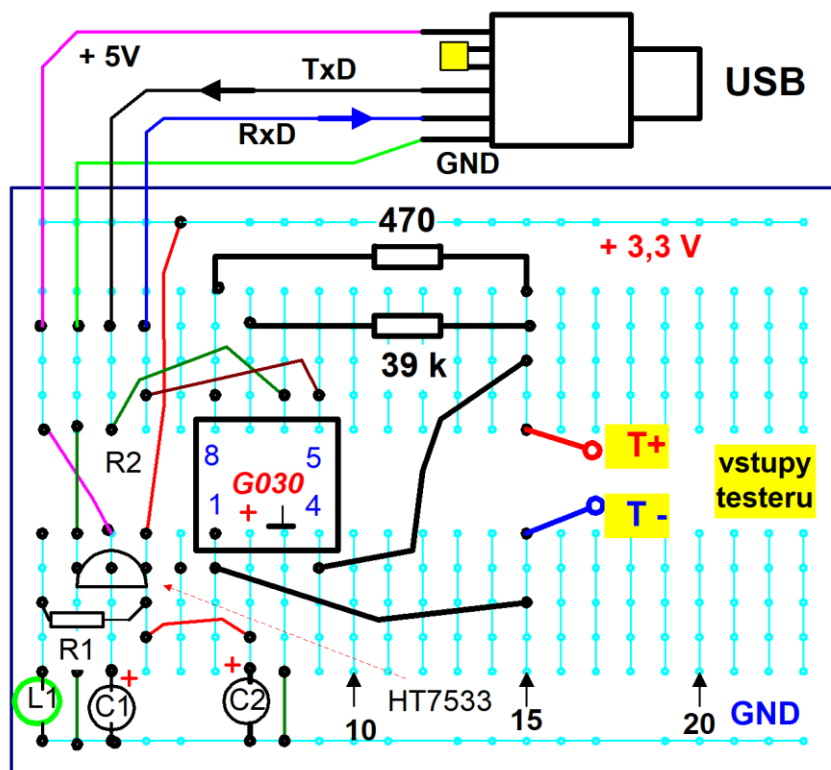 + 5V
TxD
USB
RxD
GND
470
+ 3,3 V
39 k
R2
8
5
G030
1
+
4
T+
T -
vstupy
testeru
R1
L1
+
C1
+
C2
HT7533
10
15
20
GND